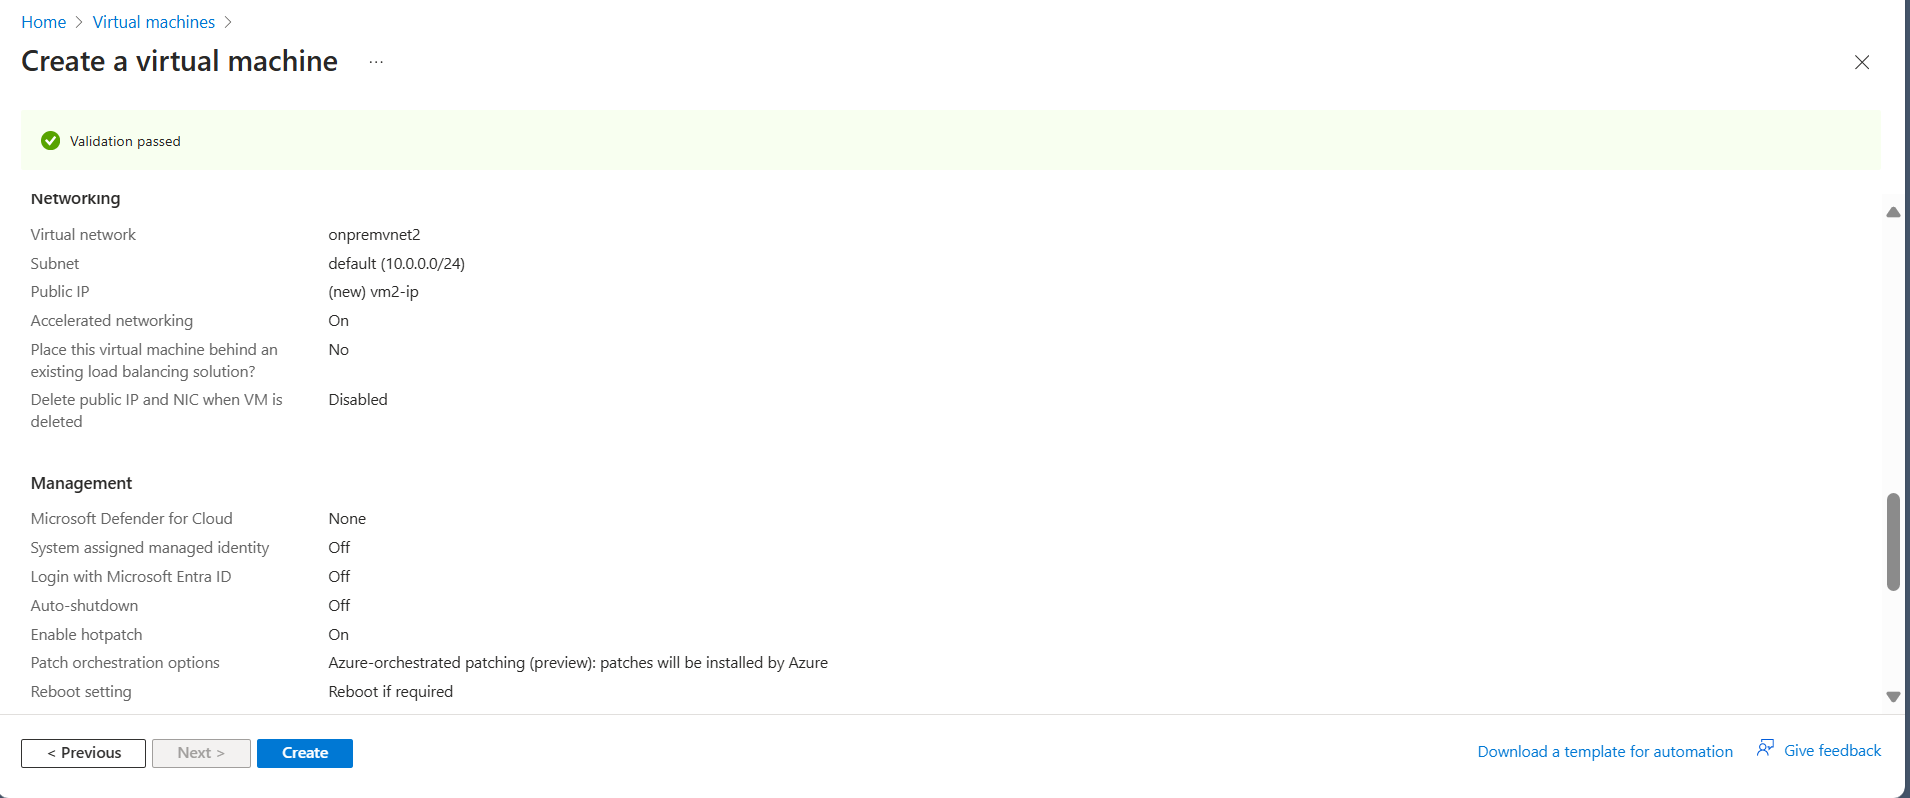 Home > Virtual machines >
Create a virtual machine ...
Validation passed
Networking
Virtual network onpremvnet2
Subnet default (10.0.0.0/24)
Public IP (new) vm2-ip
Accelerated networking On
Place this virtual machine behind an No
existing load balancing solution?
Delete public IP and NIC when VM is Disabled
deleted
Management
Microsoft Defender for Cloud None
System assigned managed identity Off
Login with Microsoft Entra ID Off
Auto-shutdown Off
Enable hotpatch On
Patch orchestration options Azure-orchestrated patching (preview): patches will be installed by Azure
Reboot setting Reboot if required
< Previous Next > Create Download a template for automation Give feedback